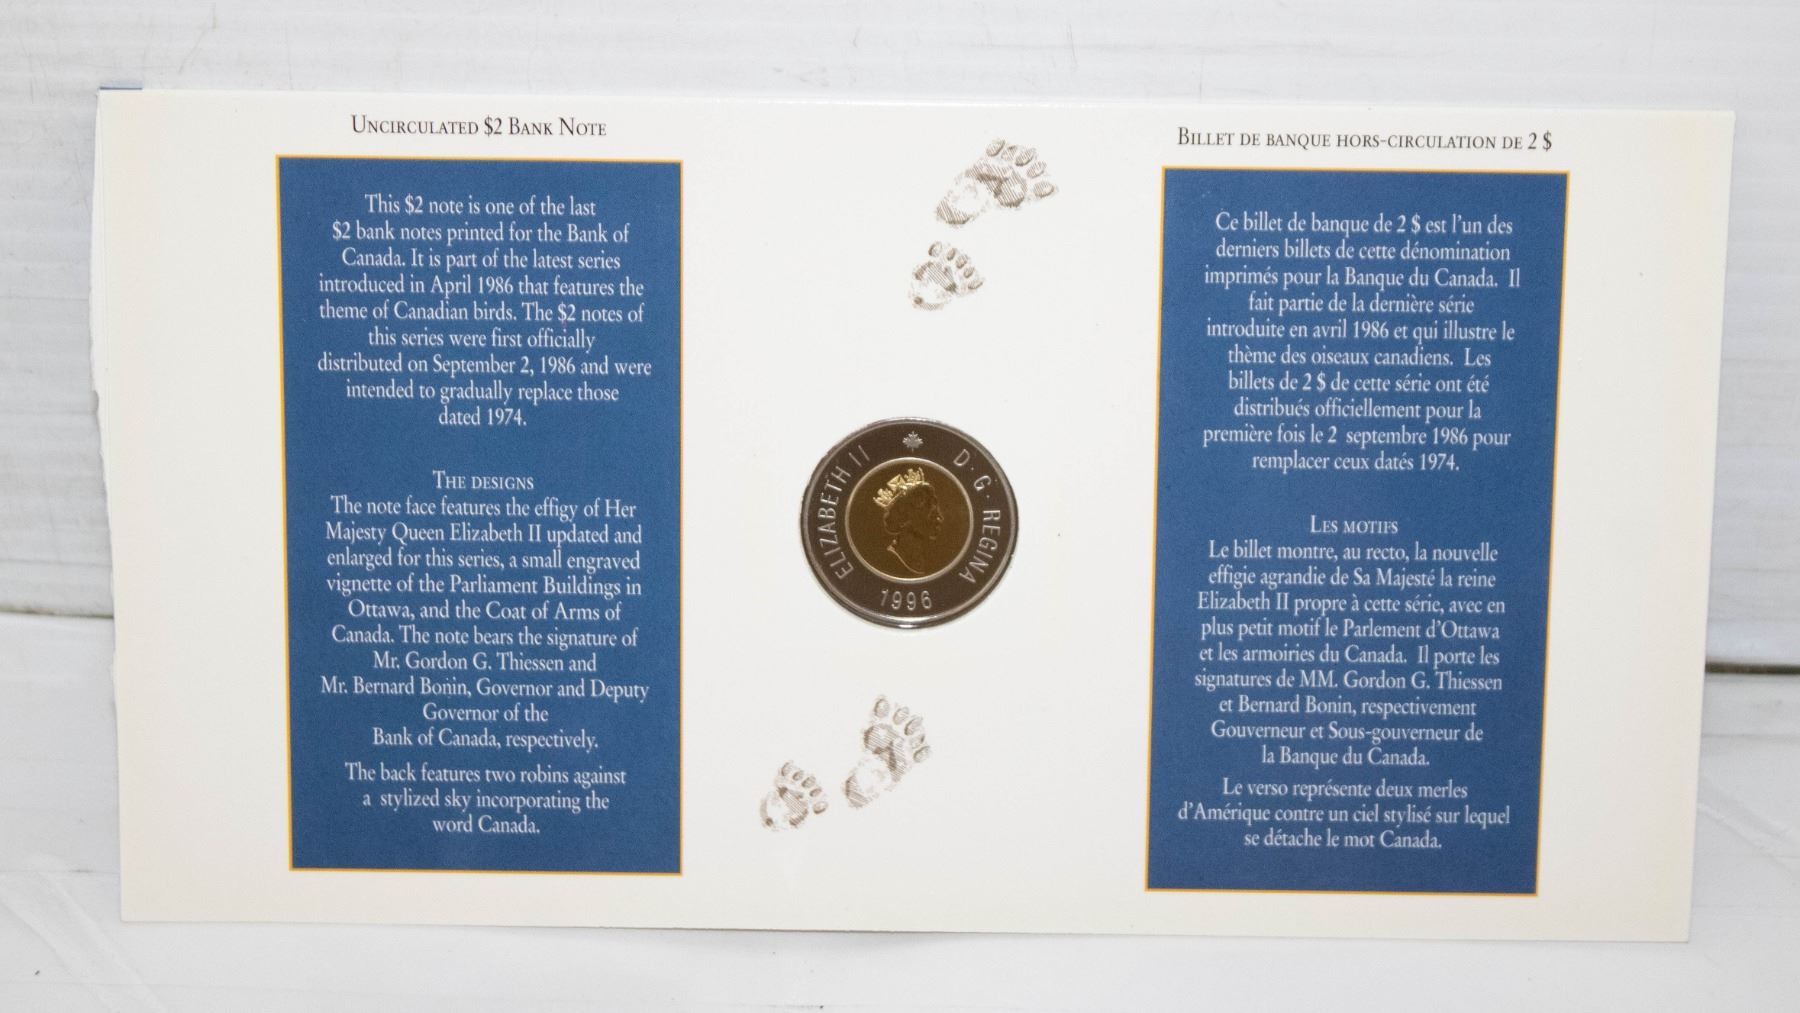 UNCIRCULATED $2 BANK NOTE
This $2 note is one of the last
$2 bank notes printed for the Bank of
Canada. It is part of the latest series
introduced in April 1986 that features the
theme of Canadian birds. The $2 notes of
this series were first officially
distributed on September 2, 1986 and were
intended to gradually replace those
dated 1974.
THE DESIGNS
The note face features the effigy of Her
Majesty Queen Elizabeth II updated and
enlarged for this series, a small engraved
vignette of the Parliament Buildings in
Ottawa, and the Coat of Arms of
Canada. The note bears the signature of
Mr. Gordon G. Thiessen and
Mr. Bernard Bonin, Governor and Deputy
Governor of the
Bank of Canada, respectively.
The back features two robins against
a stylized sky incorporating the
word Canada.
ELIZABETH II D·G·REGINA
1996
BILLET DE BANQUE HORS-CIRCULATION DE 2 $
Ce billet de banque de 2 $ est l'un des
derniers billets de cette dénomination
imprimés pour la Banque du Canada. Il
fait partie de la dernière série
introduite en avril 1986 et qui illustre le
thème des oiseaux canadiens. Les
billets de 2 $ de cette série ont été
distribués officiellement pour la
première fois le 2 septembre 1986 pour
remplacer ceux datés 1974.
LES MOTIFS
Le billet montre, au recto, la nouvelle
effigie agrandie de Sa Majesté la reine
Elizabeth II propre à cette série, avec en
plus petit motif le Parlement d'Ottawa
et les armoiries du Canada. Il porte les
signatures de MM. Gordon G. Thiessen
et Bernard Bonin, respectivement
Gouverneur et Sous-gouverneur de
la Banque du Canada.
Le verso représente deux merles
d'Amérique contre un ciel stylisé sur lequel
se détache le mot Canada.